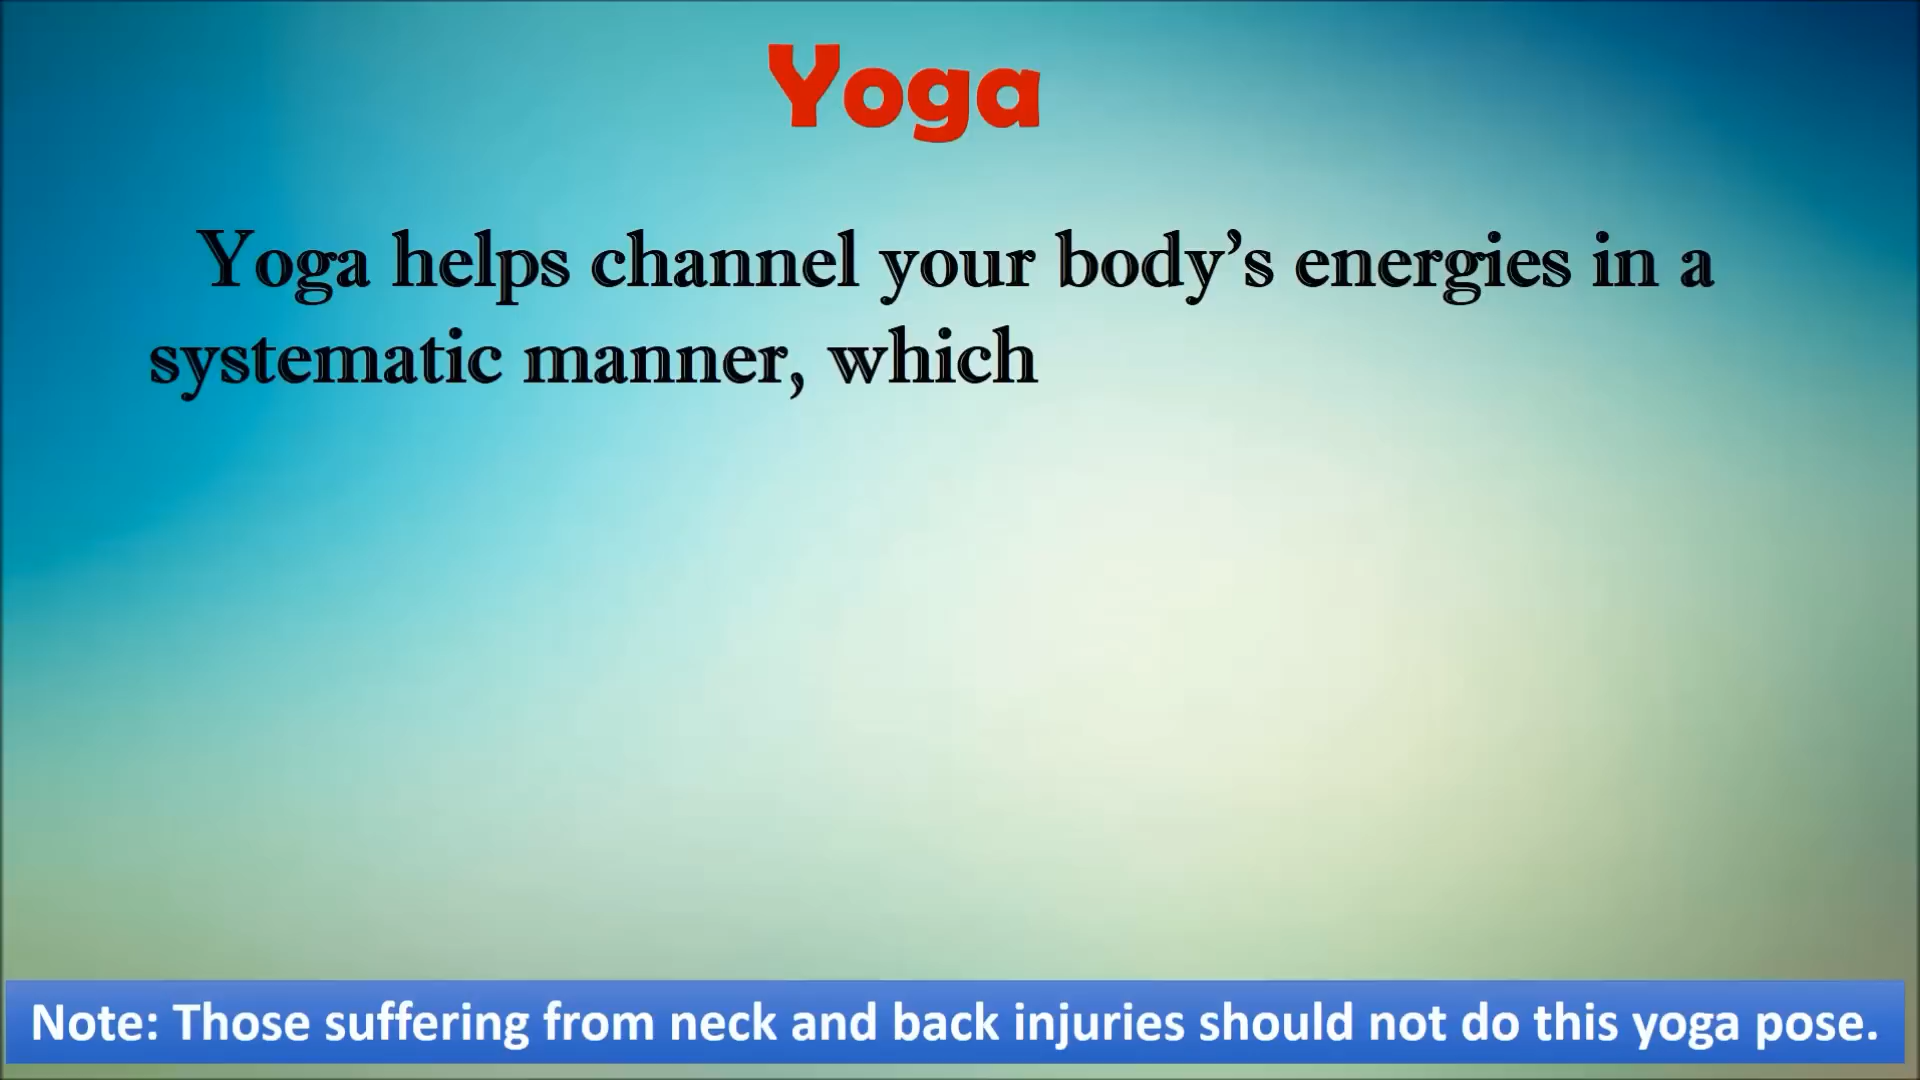 Yoga
Yoga helps channel your body’s energies in a
systematic manner, which
Note: Those suffering from neck and back injuries should not do this yoga pose.